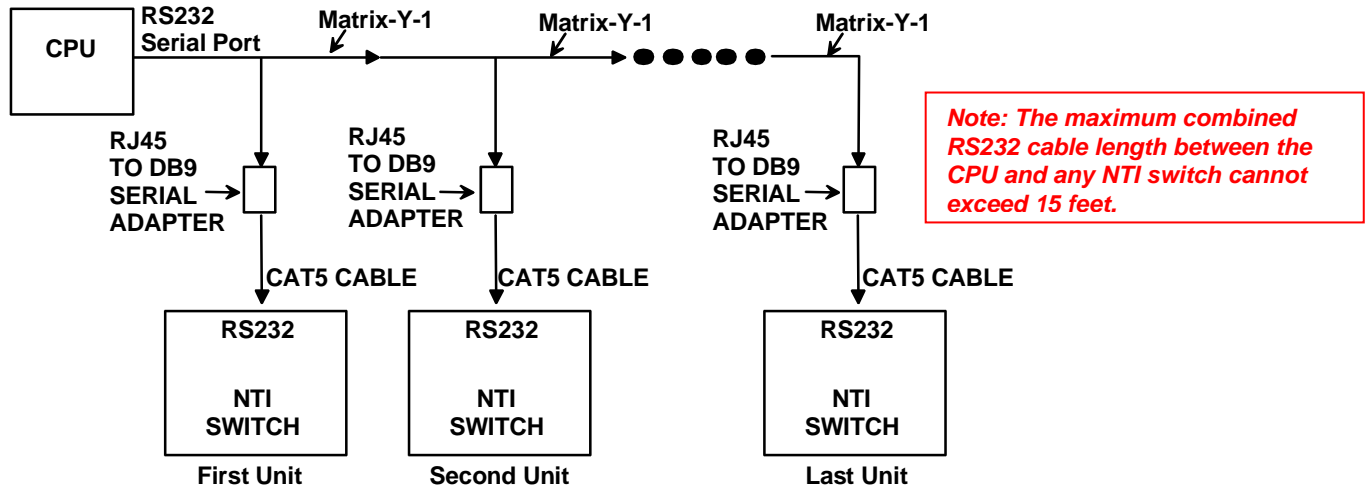 RS232
Serial Port
CPU
Matrix-Y-1
Matrix-Y-1
Matrix-Y-1
RJ45
TO DB9
SERIAL
ADAPTER
RJ45
TO DB9
SERIAL
ADAPTER
RJ45
TO DB9
SERIAL
ADAPTER
Note: The maximum combined
RS232 cable length between the
CPU and any NTI switch cannot
exceed 15 feet.
CAT5 CABLE
CAT5 CABLE
CAT5 CABLE
RS232
NTI
SWITCH
First Unit
RS232
NTI
SWITCH
Second Unit
RS232
NTI
SWITCH
Last Unit